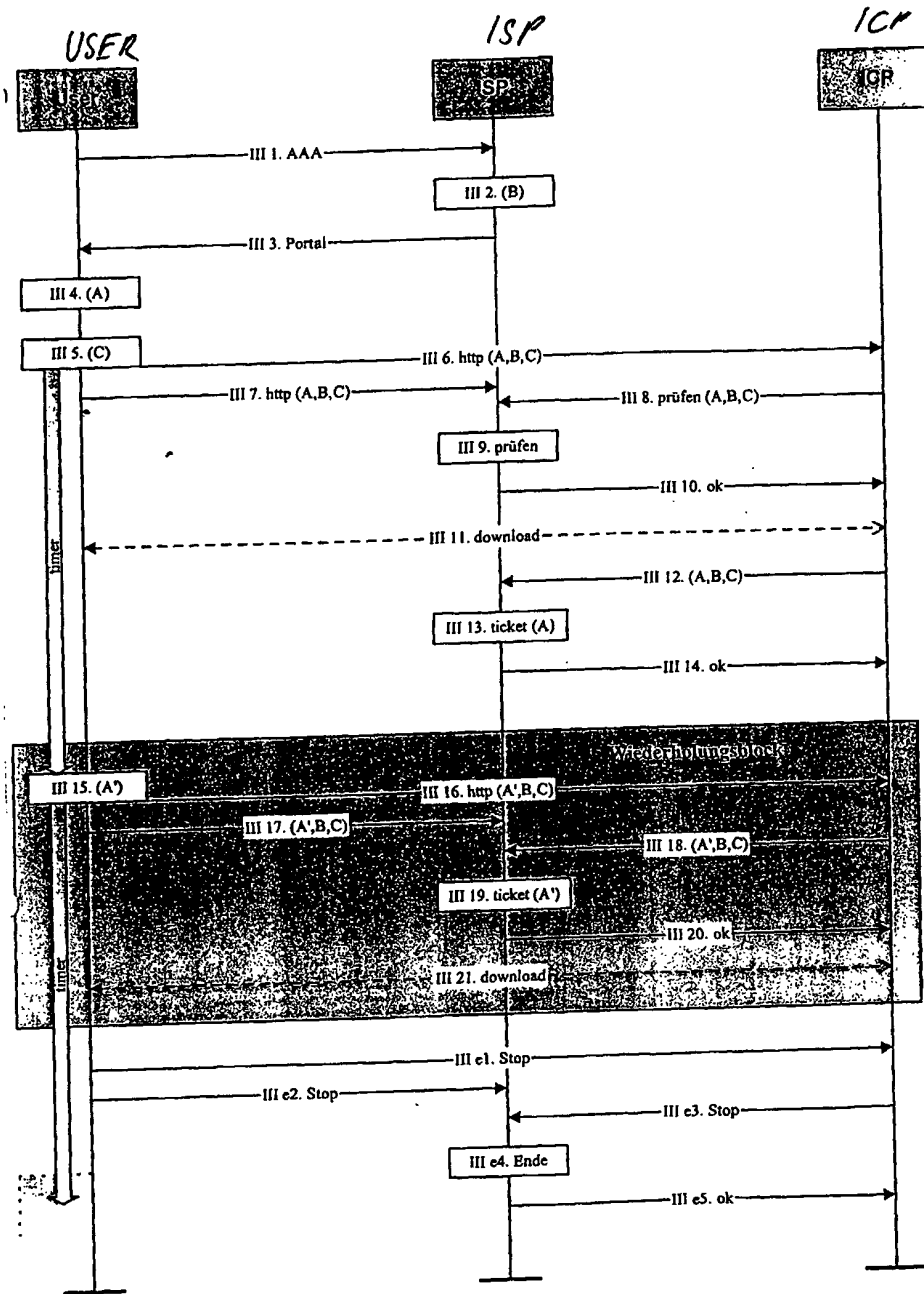 USER
ISP
ICP
User
ISP
ICP
III 1. AAA
III 2. (B)
III 3. Portal
III 4. (A)
III 5. (C)
III 6. http (A,B,C)
III 7. http (A,B,C)
III 8. prüfen (A,B,C)
III 9. prüfen
III 10. ok
timer
III 11. download
III 12. (A,B,C)
III 13. ticket (A)
III 14. ok
Wiederholungsblock
III 15. (A')
III 16. http (A',B,C)
III 17. (A',B,C)
III 18. (A',B,C)
III 19. ticket (A')
III 20. ok
timer
III 21. download
III e1. Stop
III e2. Stop
III e3. Stop
III e4. Ende
III e5. ok